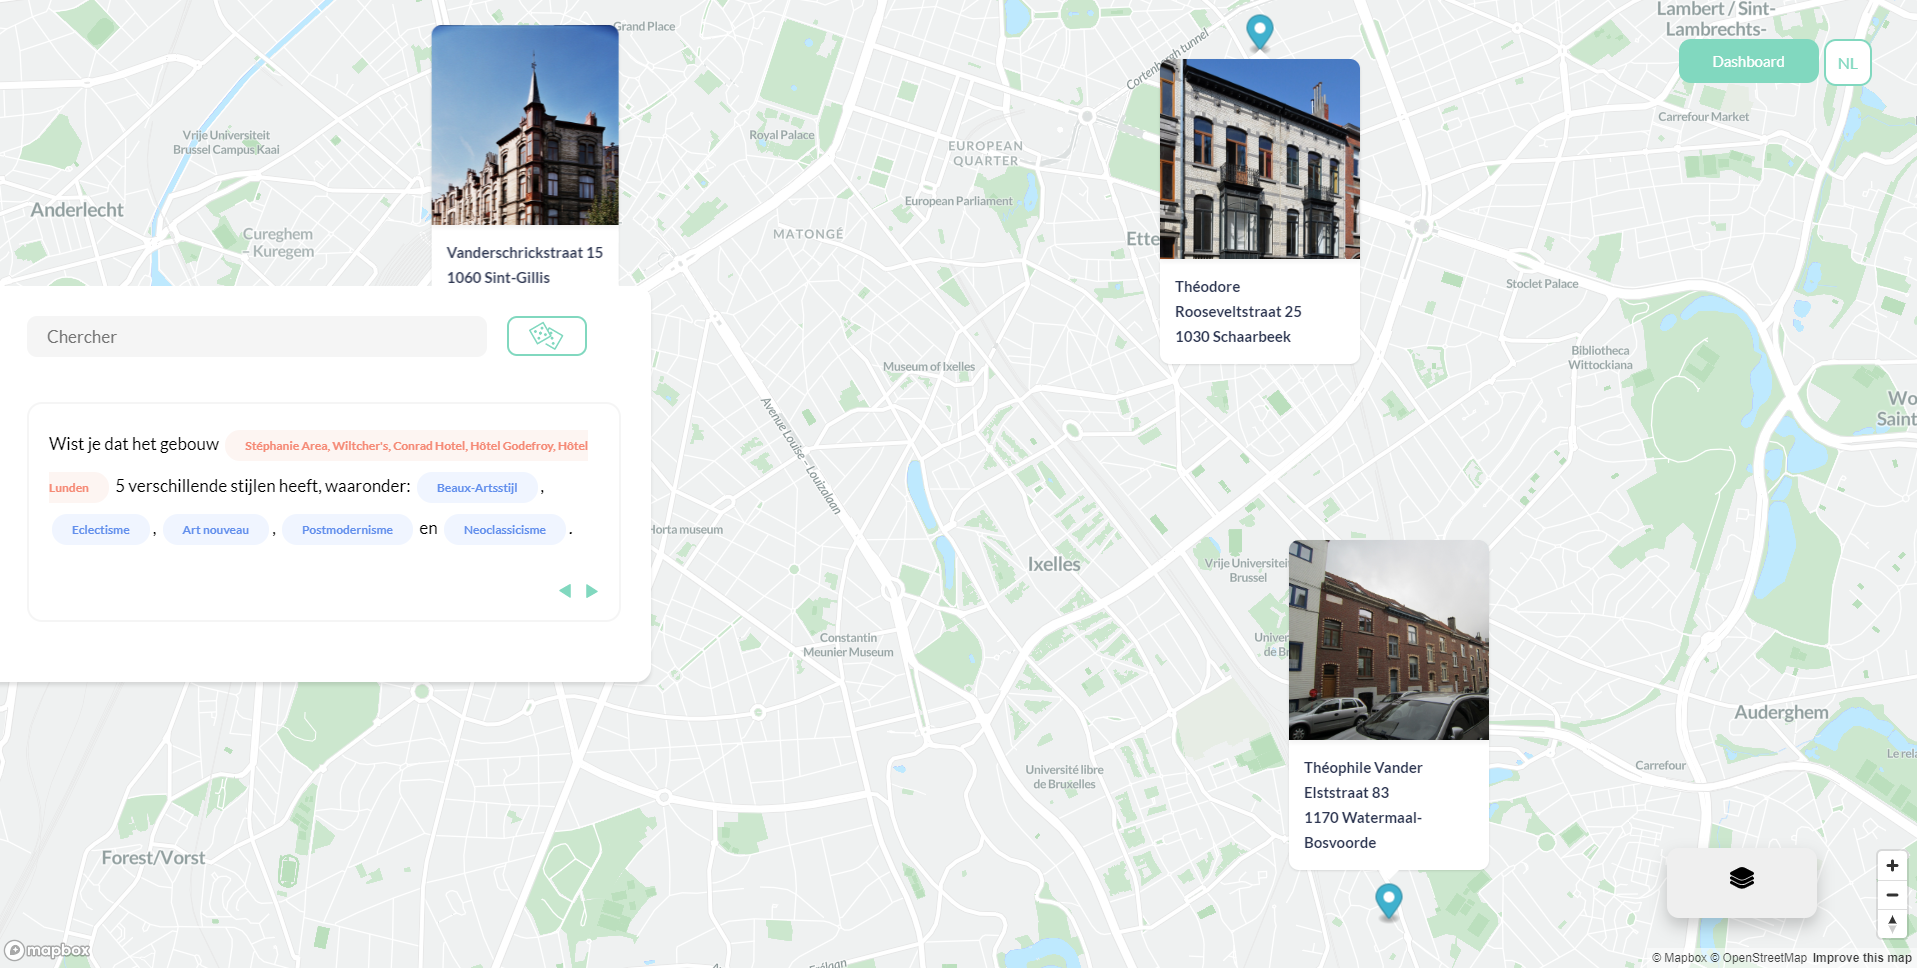 Grand Place
Lambert / Sint-
Lambrechts-
Cortenbergh tunnel
Dashboard
NL
Carrefour Market
Vrije Universiteit
Brussel Campus Kaai
Royal Palace
EUROPEAN
QUARTER
European Parliament
Anderlecht
Cureghem
- Kuregem
MATONGÉ
Ette
Vanderschrickstraat 15
1060 Sint-Gillis
Théodore
Rooseveltstraat 25
1030 Schaarbeek
Stoclet Palace
Bibliotheca
Wittockiana
Wo
Saint
Museum of Ixelles
Avenue Louise - Louizalaan
Chercher
Wist je dat het gebouw Stéphanie Area, Wiltcher's, Conrad Hotel, Hôtel Godefroy, Hôtel
Lunden 5 verschillende stijlen heeft, waaronder: Beaux-Artsstijl ,
Eclectisme , Art nouveau , Postmodernisme en Neoclassicisme .
Horta museum
Ixelles
Vrije Universiteit
Brussel
Univer
de B
Constantin
Meunier Museum
Université libre
de Bruxelles
Théophile Vander
Elststraat 83
1170 Watermaal-
Bosvoorde
Auderghem
Le rela
Carrefour
Forest/Vorst
mapbox
© Mapbox © OpenStreetMap Improve this map